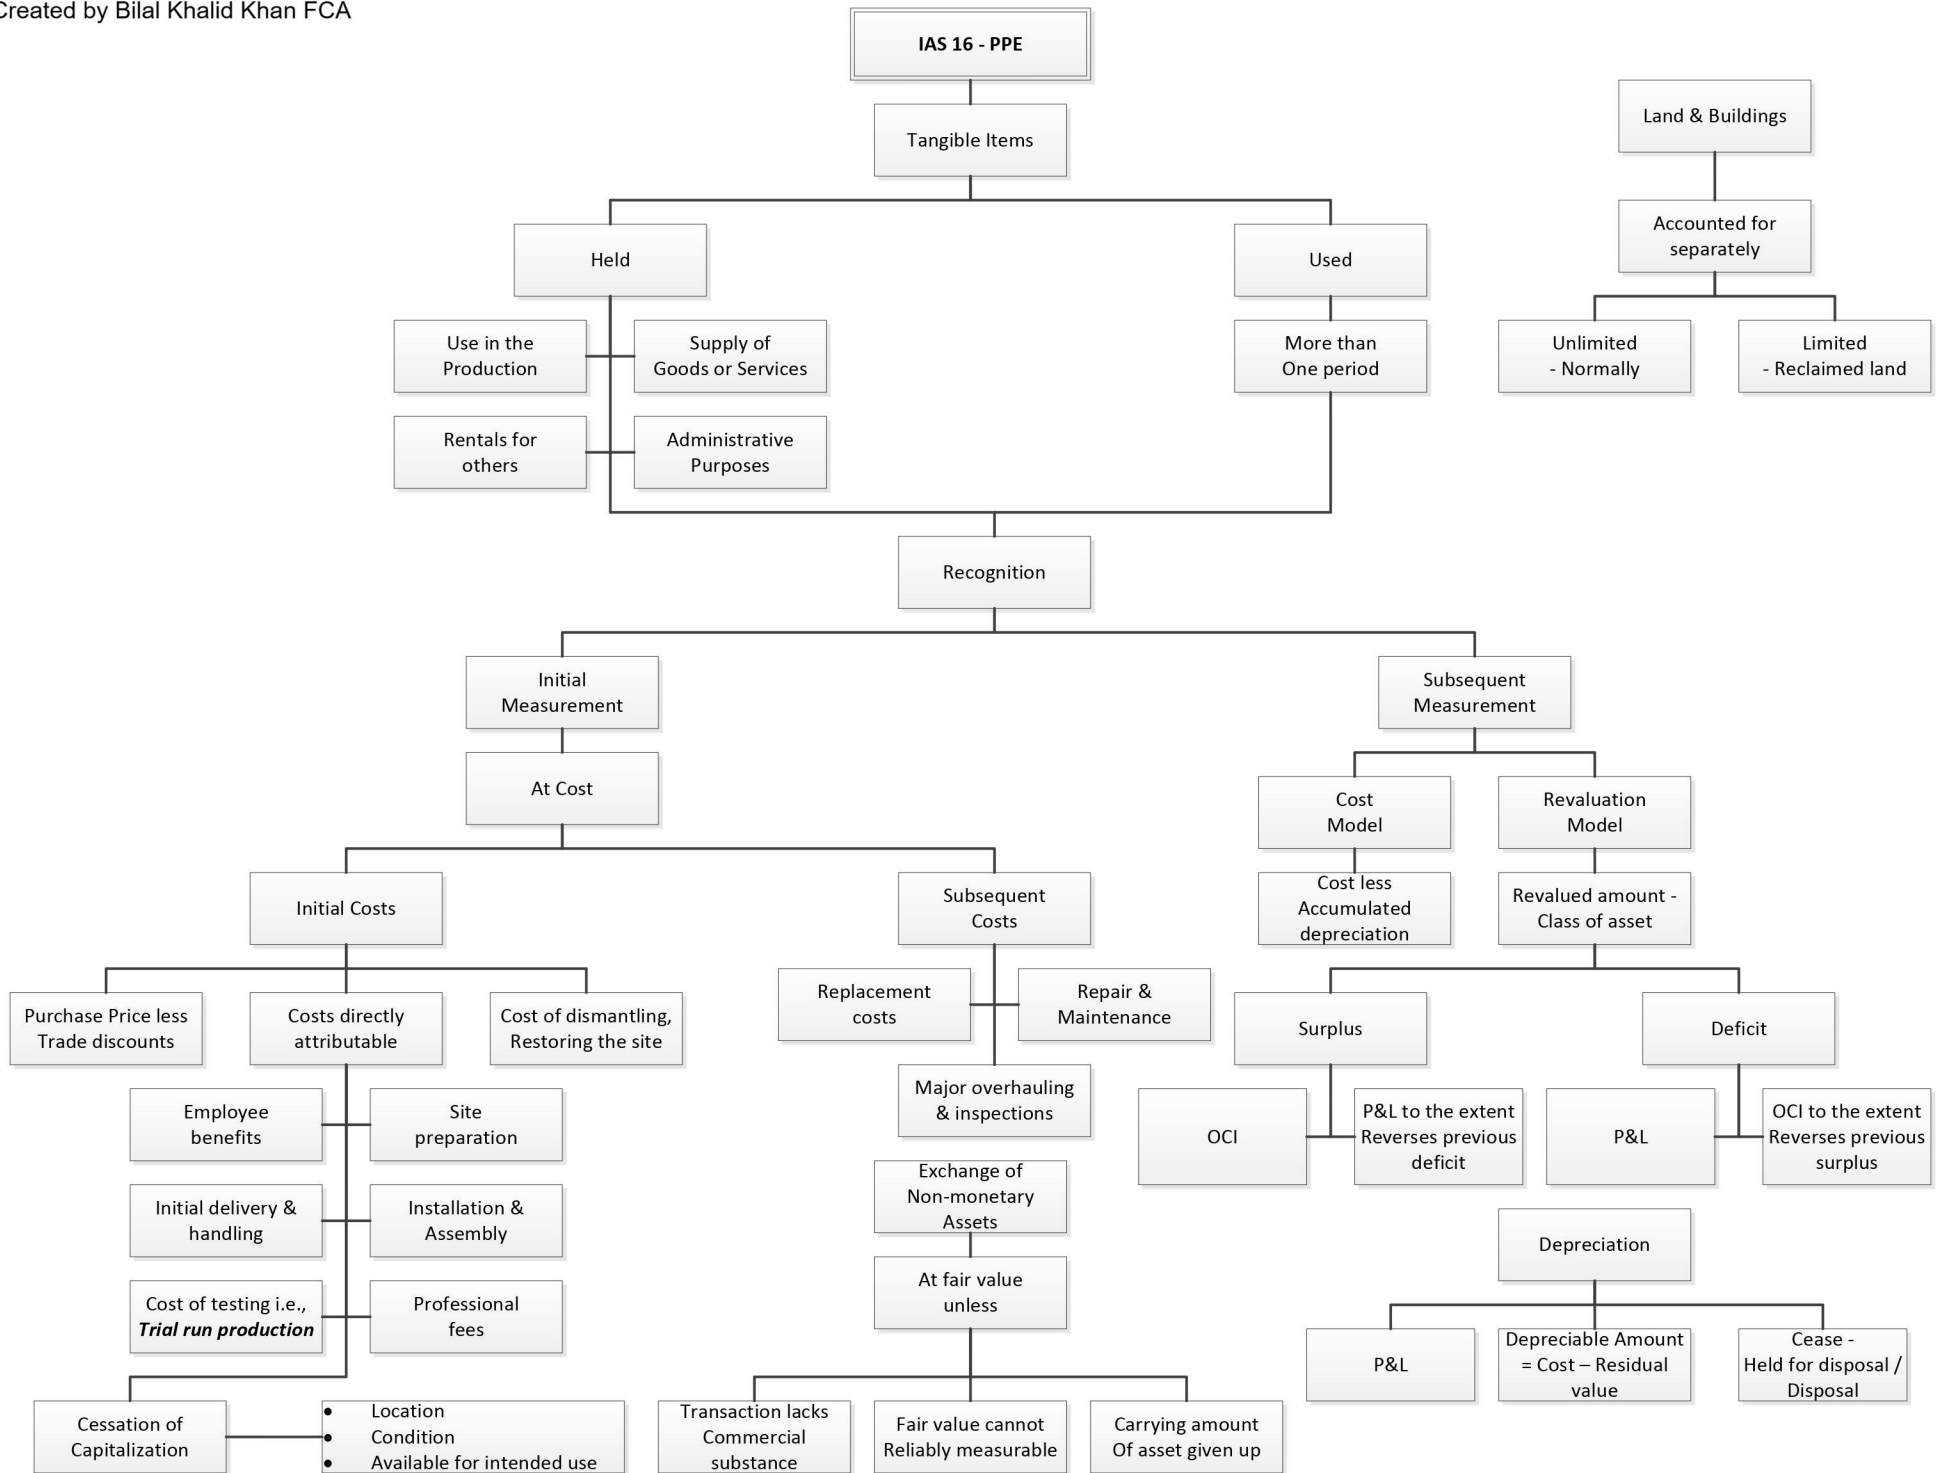 Created by Bilal Khalid Khan FCA
IAS 16 - PPE
Tangible Items
Land & Buildings
Accounted for
separately
Unlimited
- Normally
Limited
- Reclaimed land
Held
Used
Use in the
Production
Supply of
Goods or Services
More than
One period
Rentals for
others
Administrative
Purposes
Recognition
Initial
Measurement
Subsequent
Measurement
At Cost
Cost
Model
Revaluation
Model
Initial Costs
Subsequent
Costs
Cost less
Accumulated
depreciation
Revalued amount -
Class of asset
Purchase Price less
Trade discounts
Costs directly
attributable
Cost of dismantling,
Restoring the site
Replacement
costs
Repair &
Maintenance
Surplus
Deficit
Major overhauling
& inspections
Employee
benefits
Site
preparation
OCI
P&L to the extent
Reverses previous
deficit
P&L
OCI to the extent
Reverses previous
surplus
Initial delivery &
handling
Installation &
Assembly
Exchange of
Non-monetary
Assets
At fair value
unless
Depreciation
Cost of testing i.e.,
Trial run production
Professional
fees
P&L
Depreciable Amount
= Cost – Residual
value
Cease -
Held for disposal /
Disposal
Cessation of
Capitalization
• Location
• Condition
• Available for intended use
Transaction lacks
Commercial
substance
Fair value cannot
Reliably measurable
Carrying amount
Of asset given up